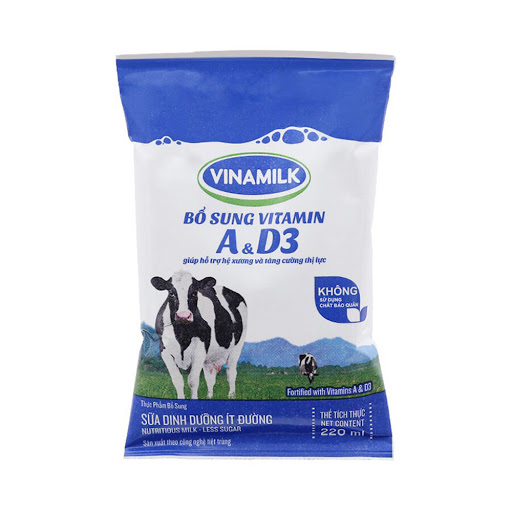 VINAMILK
BỔ SUNG VITAMIN
A & D3
giúp hỗ trợ hệ xương và tăng cường thị lực
KHÔNG
SỬ DỤNG
CHẤT BẢO QUẢN
Fortified with Vitamins A & D3
Thực Phẩm Bổ Sung
SỮA DINH DƯỠNG ÍT ĐƯỜNG
NUTRITIOUS MILK - LESS SUGAR
Sản xuất theo công nghệ tiệt trùng
THỂ TÍCH THỰC
NET CONTENT
220 ml